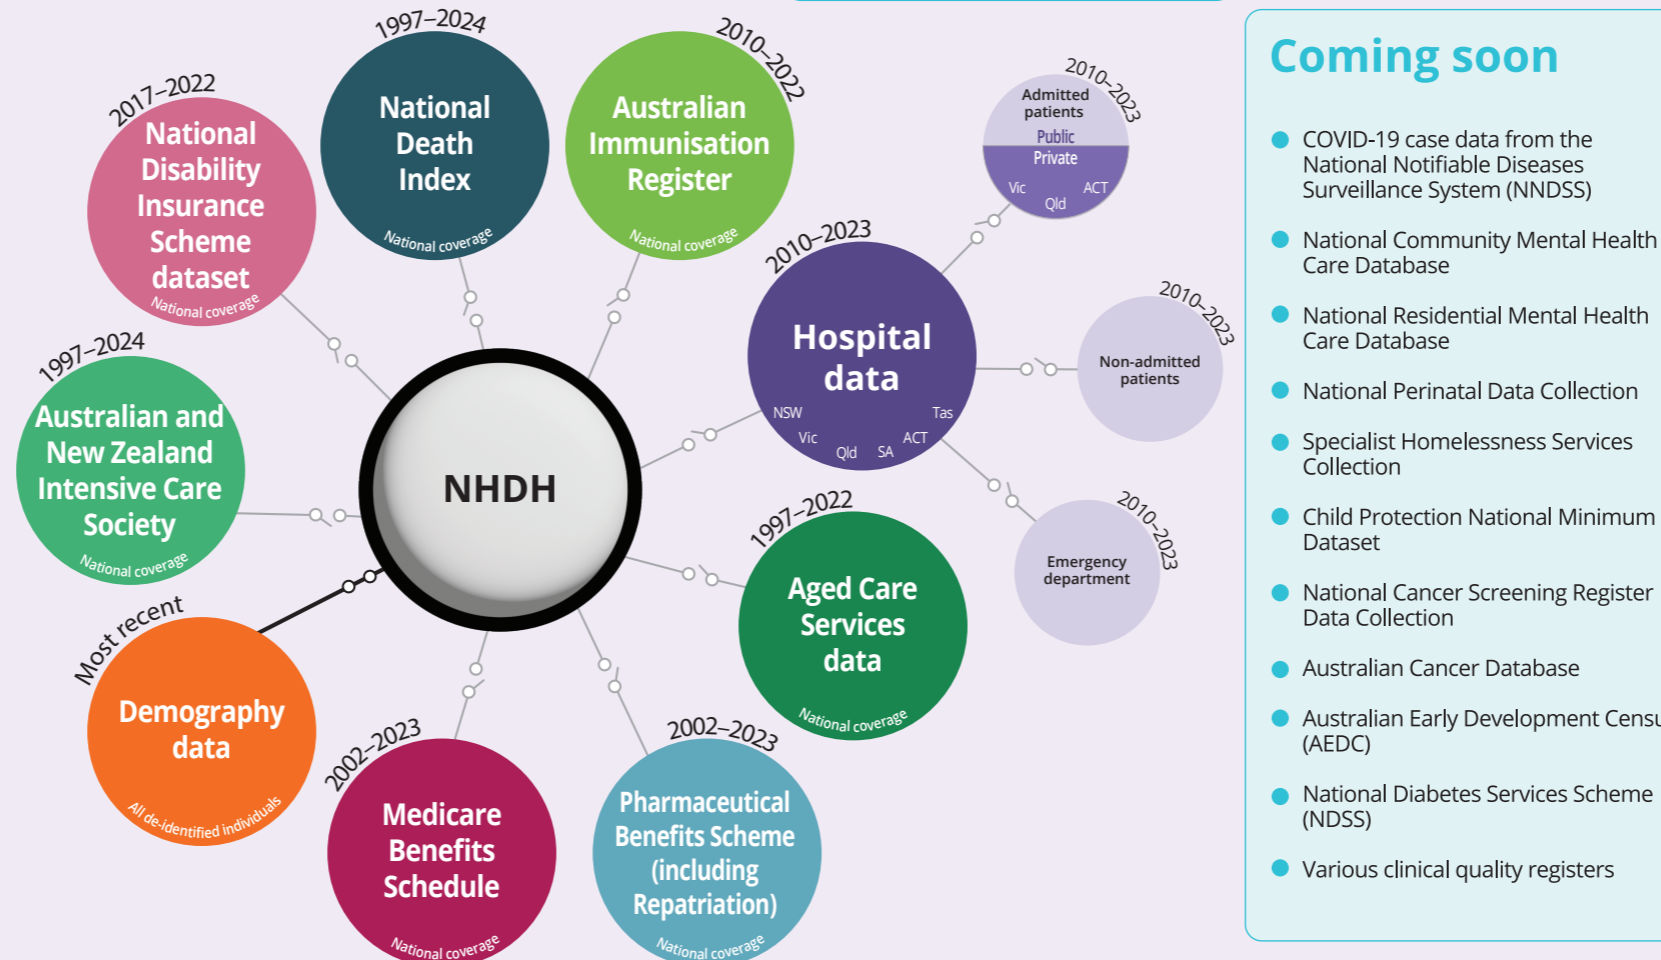 1997–2024
National
Death
Index
National coverage
2010–2022
Australian
Immunisation
Register
National coverage
2017–2022
National
Disability
Insurance
Scheme
dataset
National coverage
1997–2024
Australian and
New Zealand
Intensive Care
Society
National coverage
NHDH
2010–2023
Hospital
data
NSW
Vic
Qld
SA
ACT
Tas
2010–2023
Admitted
patients
Public
Private
Vic
Qld
ACT
2010–2023
Non-admitted
patients
2010–2023
Emergency
department
1997–2022
Aged Care
Services
data
National coverage
Most recent
Demography
data
All de-identified individuals
2002–2023
Medicare
Benefits
Schedule
National coverage
2002–2023
Pharmaceutical
Benefits Scheme
(including
Repatriation)
National coverage
Coming soon
COVID-19 case data from the
National Notifiable Diseases
Surveillance System (NNDSS)
National Community Mental Health
Care Database
National Residential Mental Health
Care Database
National Perinatal Data Collection
Specialist Homelessness Services
Collection
Child Protection National Minimum
Dataset
National Cancer Screening Register
Data Collection
Australian Cancer Database
Australian Early Development Censu
(AEDC)
National Diabetes Services Scheme
(NDSS)
Various clinical quality registers